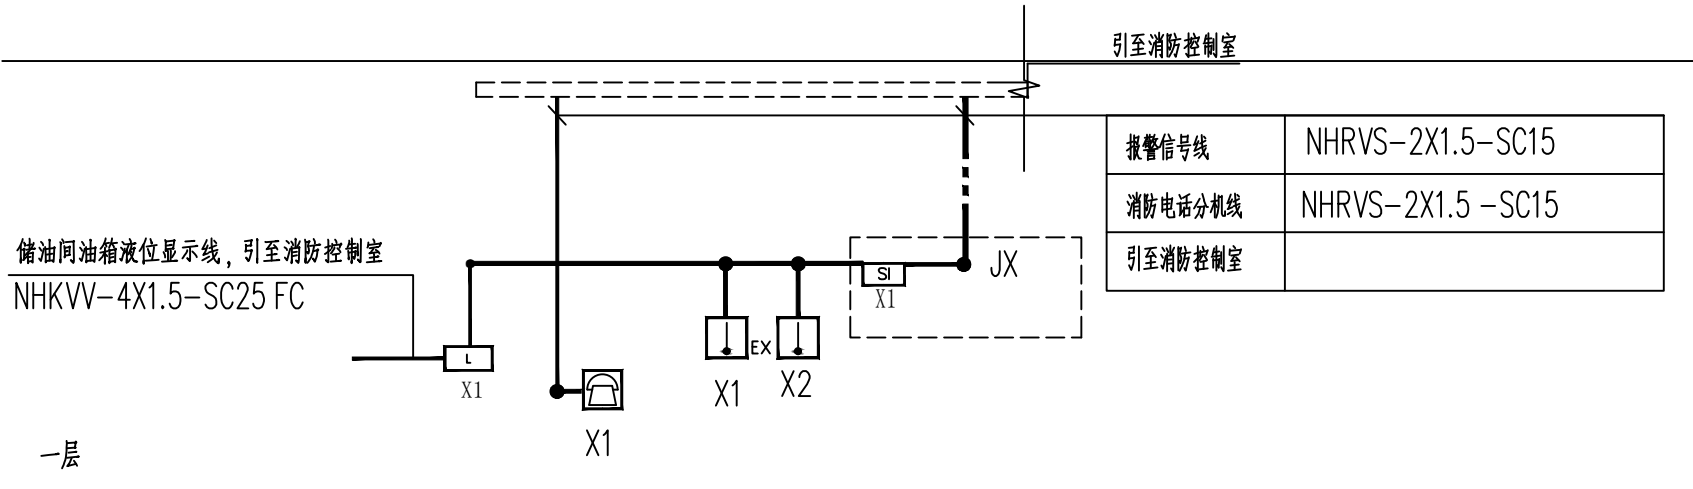 引至消防控制室
报警信号线 NHRVS-2X1.5-SC15
消防电话分机线 NHRVS-2X1.5-SC15
引至消防控制室
储油间油箱液位显示线，引至消防控制室
NHKVV-4X1.5-SC25 FC
SI
JX
X1
L
EX
X1
X1
X2
X1
一层